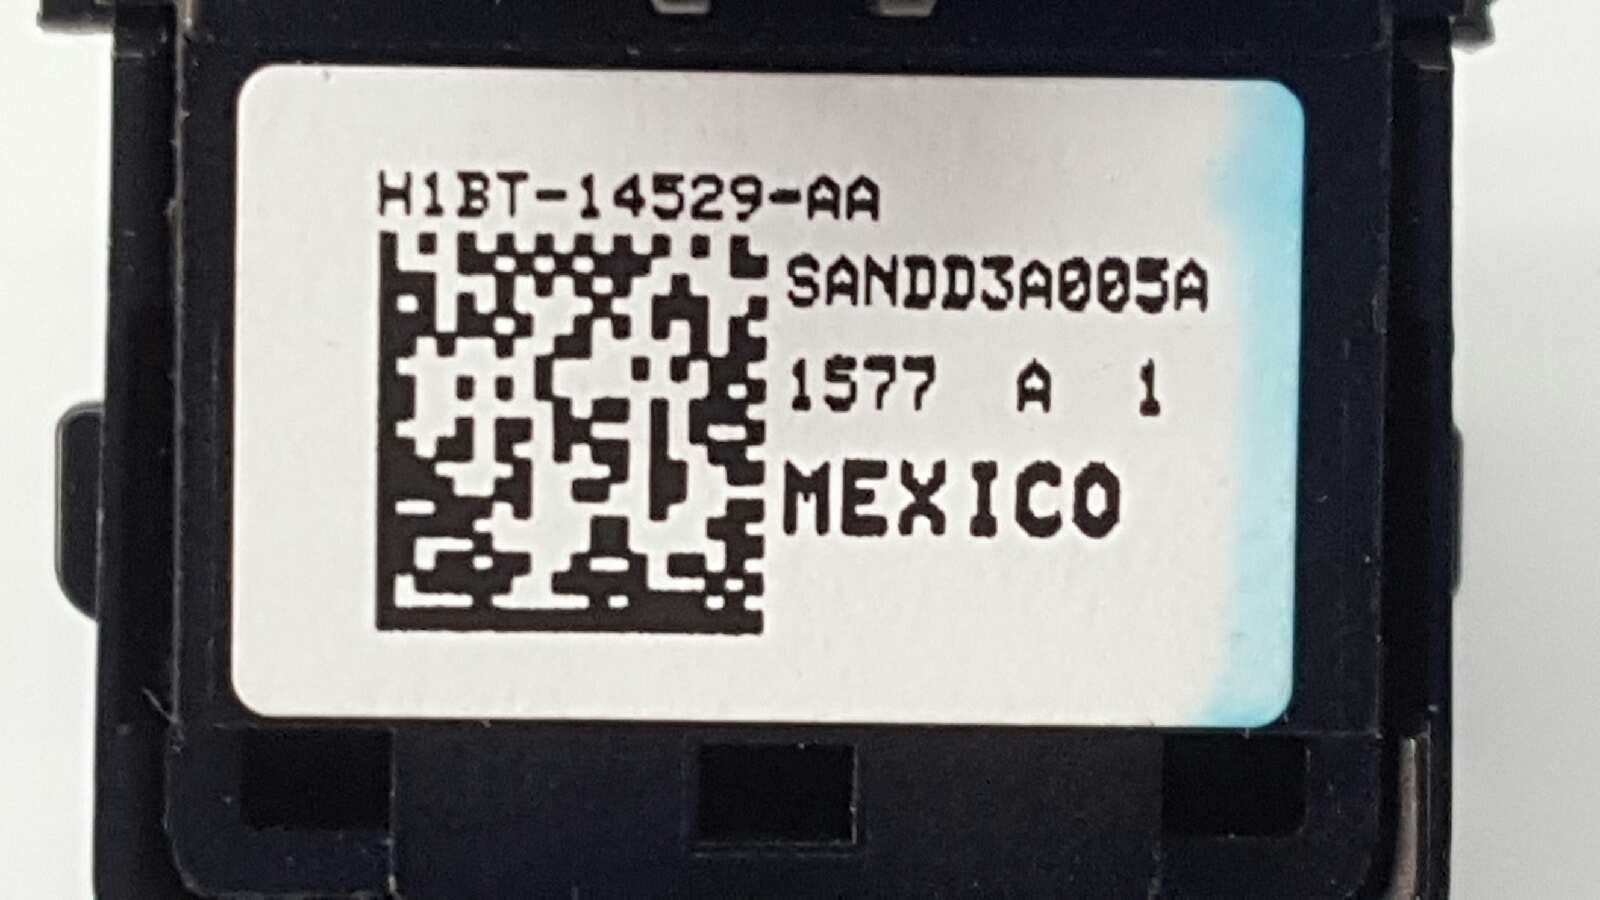 H1BT-14529-AA
SANDD3A005A
1577 A 1
MEXICO